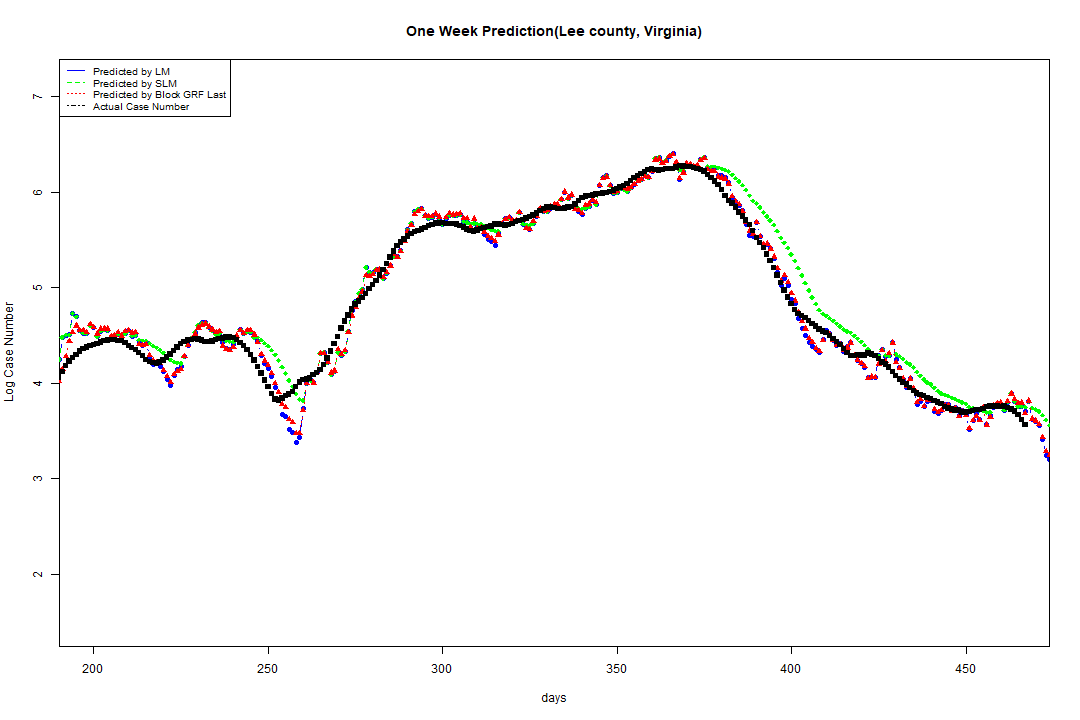 One Week Prediction(Lee county, Virginia)
Predicted by LM
Predicted by SLM
Predicted by Block GRF Last
Actual Case Number
7
6
5
4
3
2
Log Case Number
200 250 300 350 400 450
days